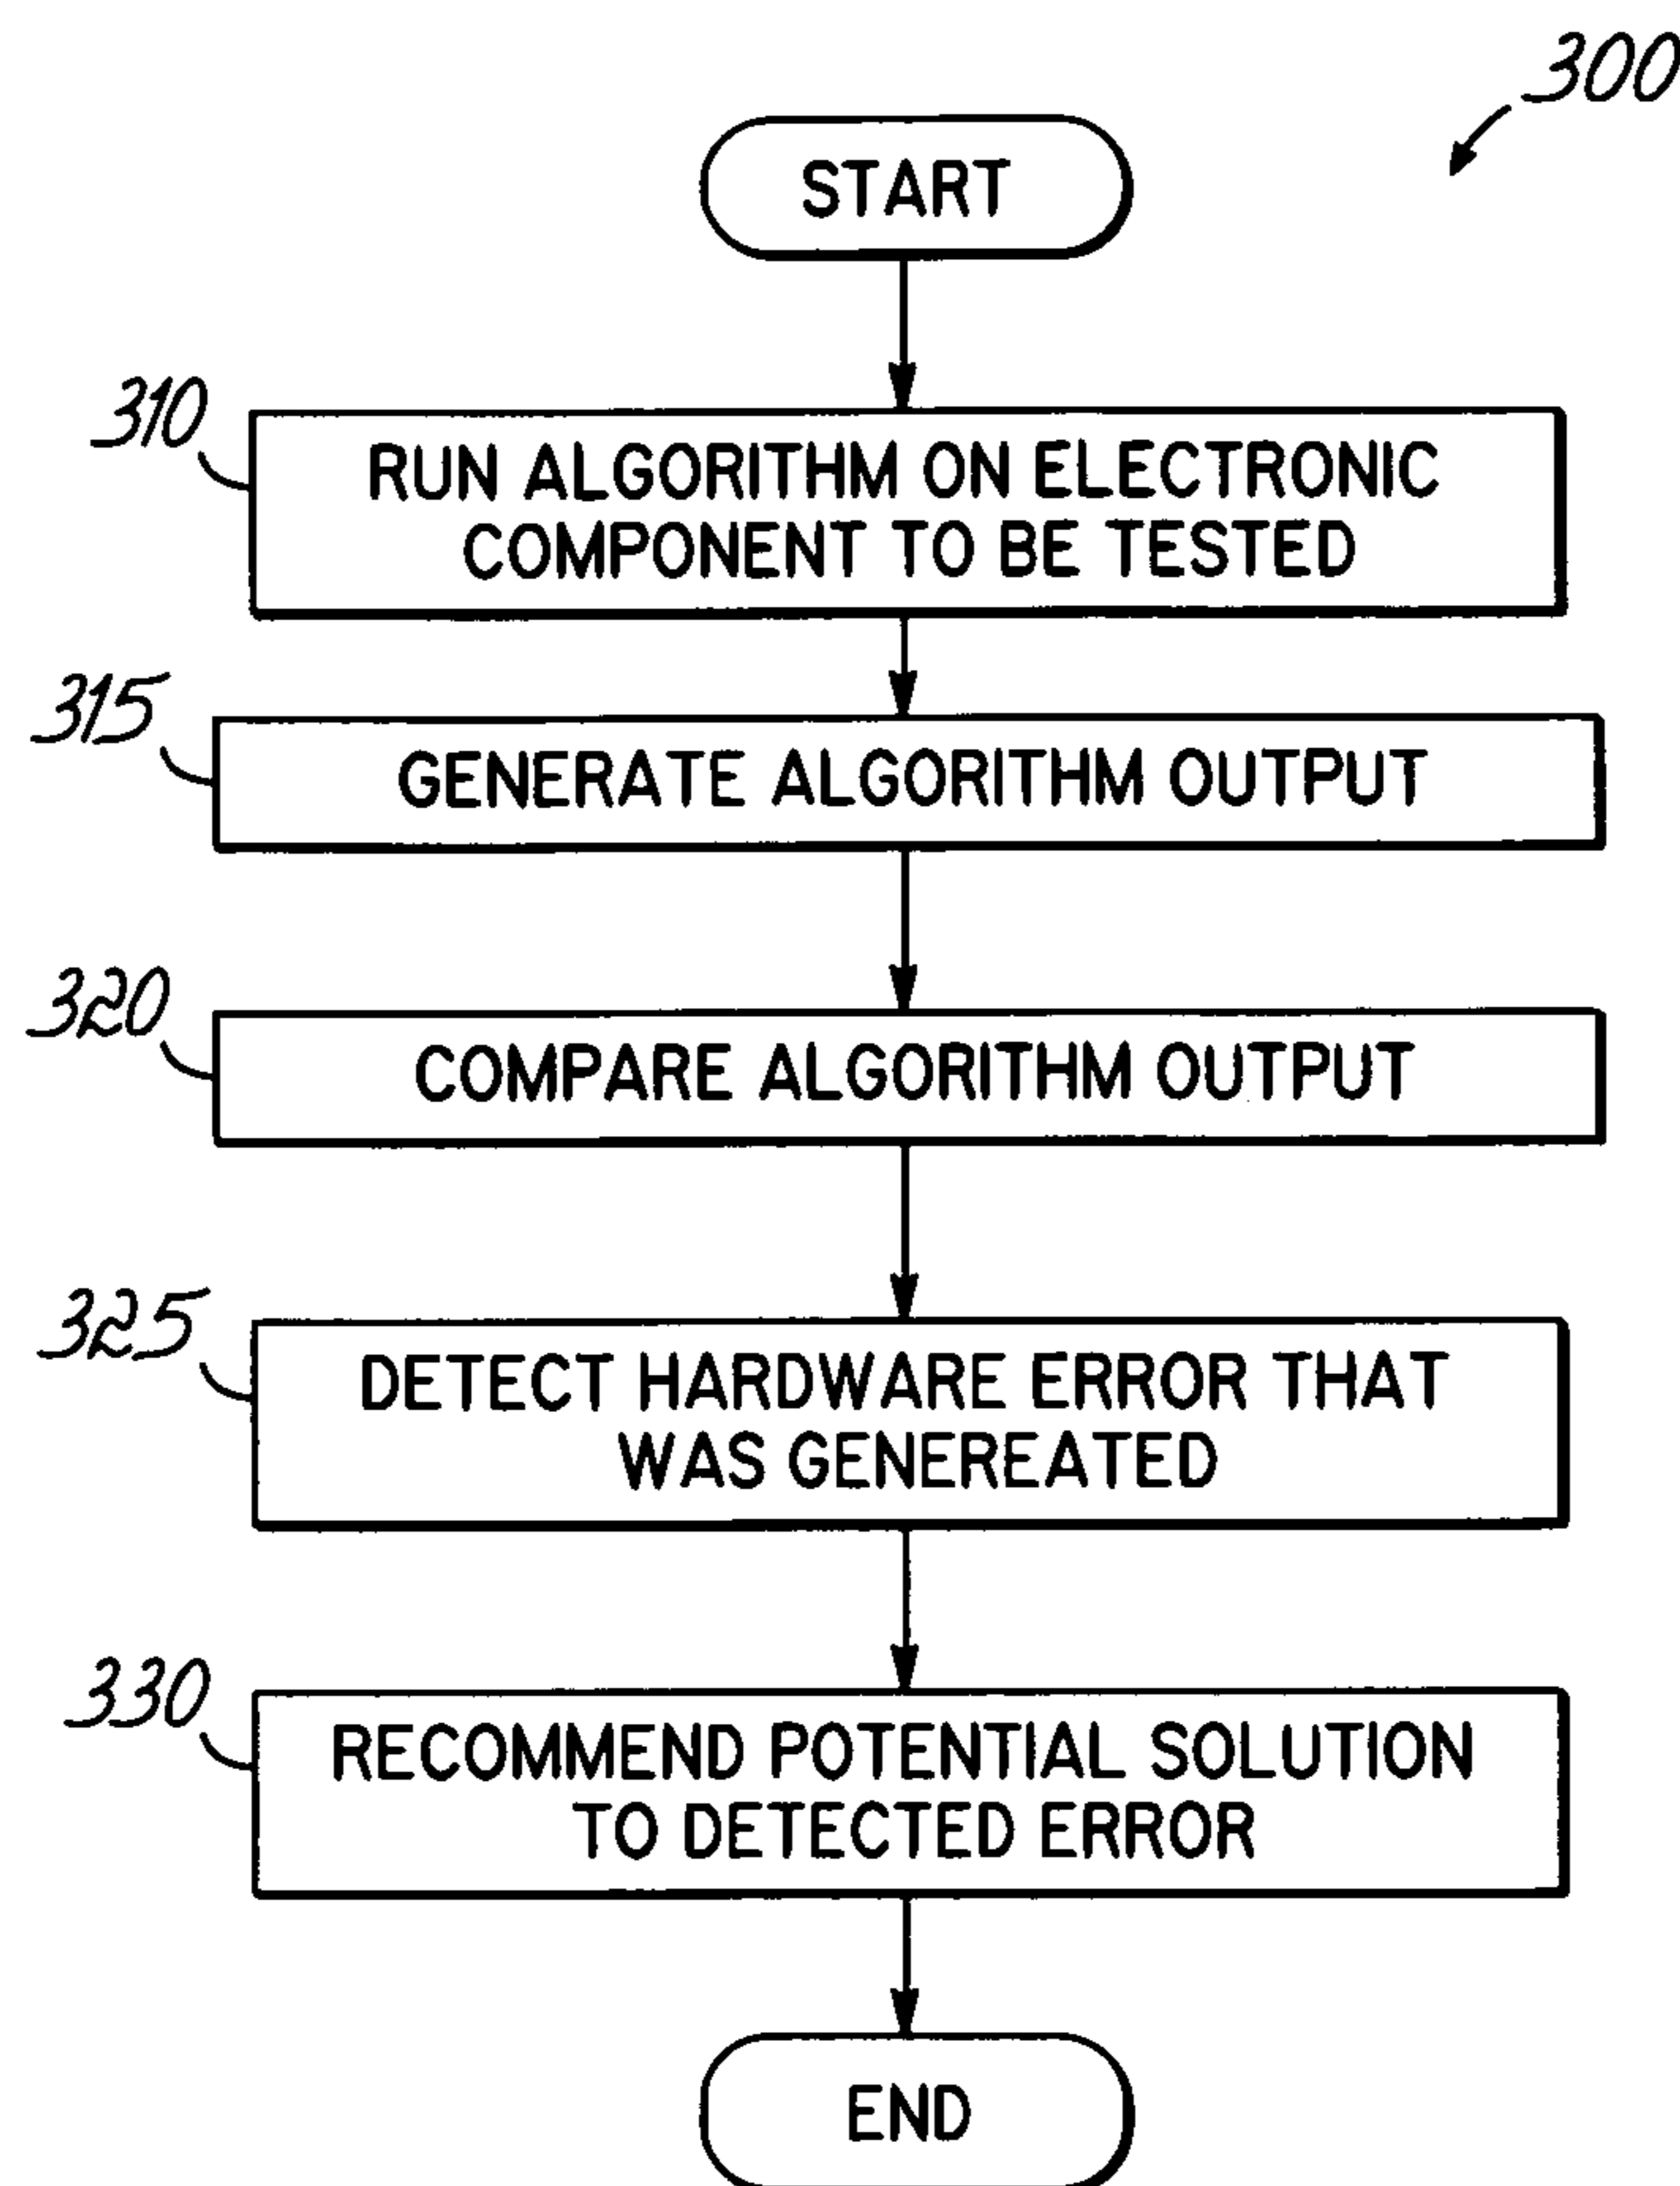 300
START
310
RUN ALGORITHM ON ELECTRONIC
COMPONENT TO BE TESTED
315
GENERATE ALGORITHM OUTPUT
320
COMPARE ALGORITHM OUTPUT
325
DETECT HARDWARE ERROR THAT
WAS GENEREATED
330
RECOMMEND POTENTIAL SOLUTION
TO DETECTED ERROR
END